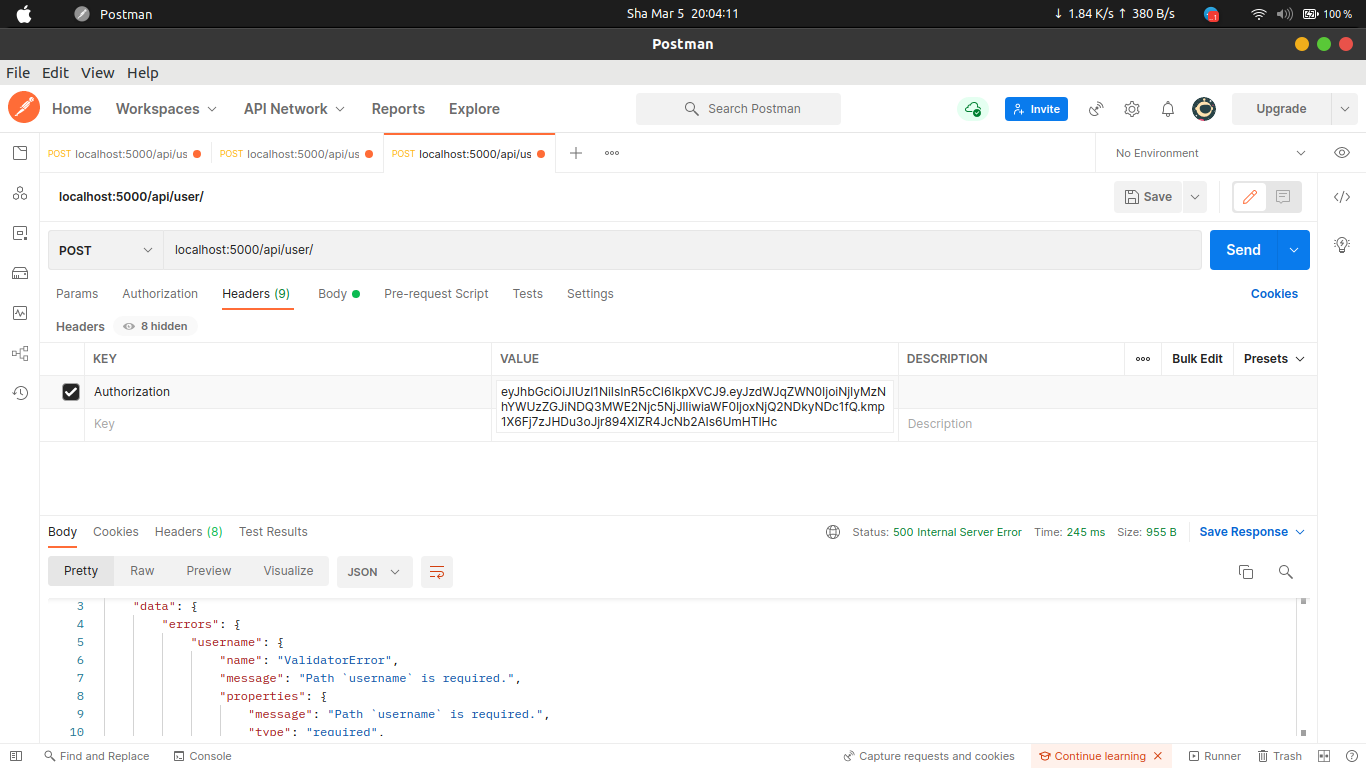 Postman
Sha Mar 5 20:04:11
↓ 1.84 K/s ↑ 380 B/s
100 %
Postman
File Edit View Help
Home Workspaces API Network Reports Explore
Search Postman
Invite
Upgrade
POST localhost:5000/api/us
POST localhost:5000/api/us
POST localhost:5000/api/us
No Environment
localhost:5000/api/user/
Save
POST localhost:5000/api/user/
Send
Params Authorization Headers (9) Body Pre-request Script Tests Settings
Cookies
Headers 8 hidden
KEY VALUE DESCRIPTION
Bulk Edit Presets
Authorization
Key
Description
Body Cookies Headers (8) Test Results
Status: 500 Internal Server Error Time: 245 ms Size: 955 B
Save Response
Pretty Raw Preview Visualize JSON
3 "data": {
4 "errors": {
5 "username": {
6 "name": "ValidatorError",
7 "message": "Path `username` is required.",
8 "properties": {
9 "message": "Path `username` is required.",
10 "type": "required",
Find and Replace Console
Capture requests and cookies
Continue learning
Runner Trash